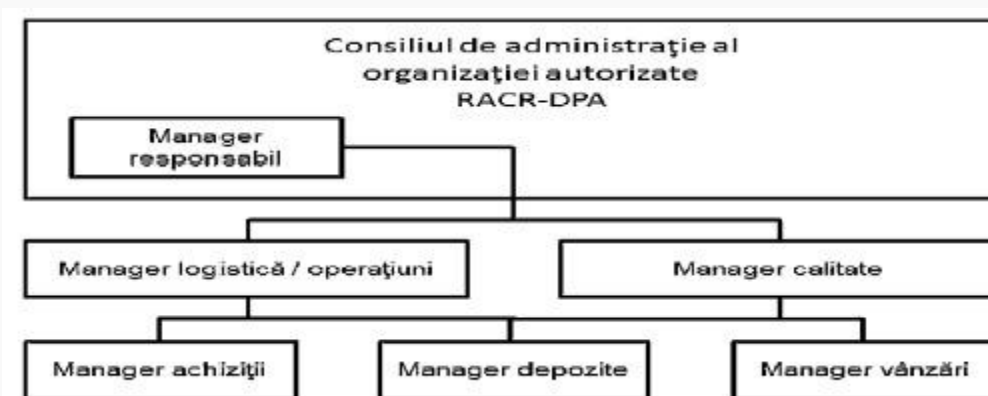 Consiliul de administraţie al
organizaţiei autorizate
RACR-DPA
Manager
responsabil
Manager logistică / operaţiuni
Manager calitate
Manager achiziţii
Manager depozite
Manager vânzări